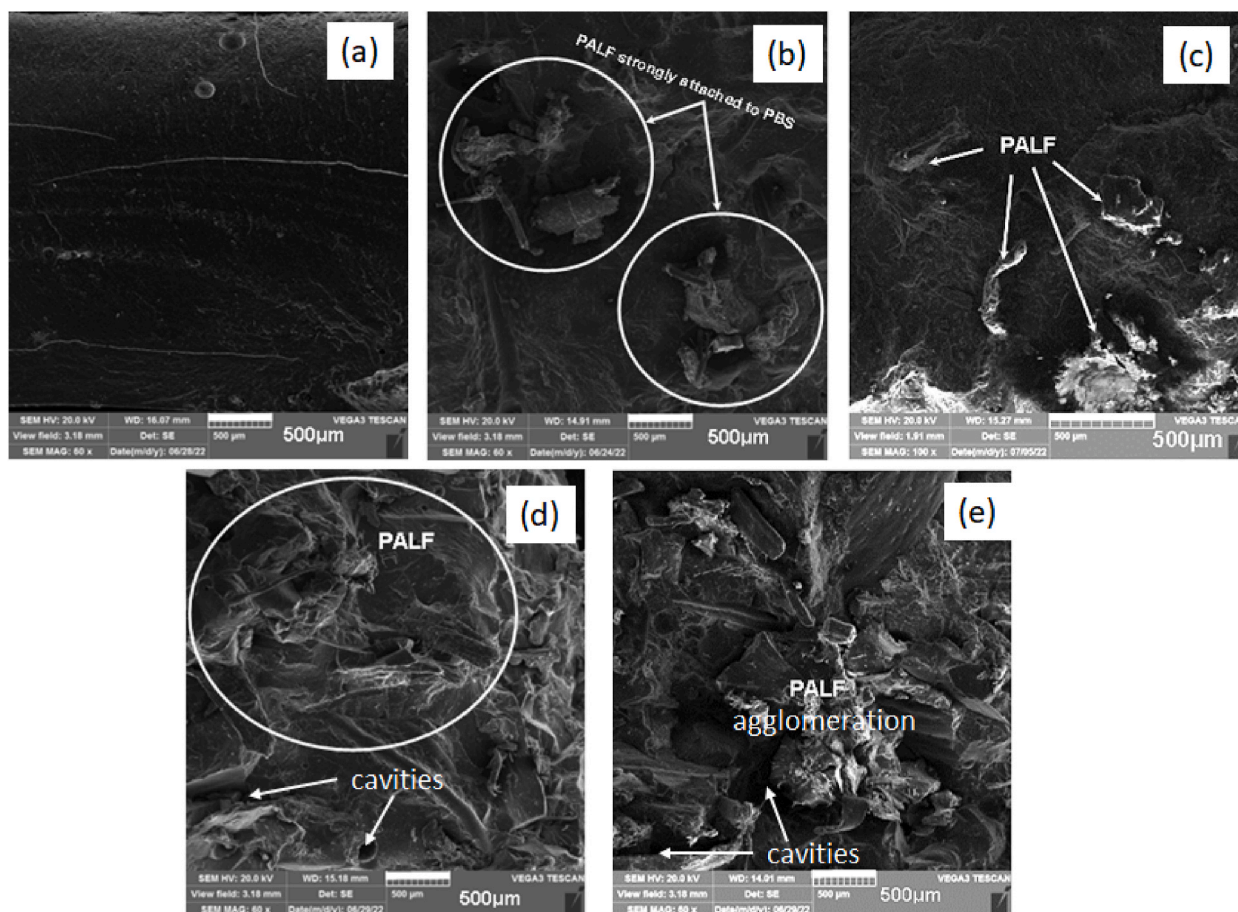 (a)
SEM HV: 20.0 kV WD: 16.07 mm VEGA3 TESCAN
View field: 3.18 mm Det: SE 500 µm 500µm
SEM MAG: 60 x Date(m/d/y): 06/28/22
(b)
PALF strongly attached to PBS
SEM HV: 20.0 kV WD: 14.91 mm VEGA3 TESCAN
View field: 3.18 mm Det: SE 500 µm 500µm
SEM MAG: 60 x Date(m/d/y): 06/24/22
(c)
PALF
SEM HV: 20.0 kV WD: 15.27 mm VEGA3 TESCAN
View field: 1.91 mm Det: SE 500 µm 500µm
SEM MAG: 100 x Date(m/d/y): 07/05/22
(d)
PALF
cavities
SEM HV: 20.0 kV WD: 15.18 mm VEGA3 TESCAN
View field: 3.18 mm Det: SE 500 µm 500µm
SEM MAG: 60 x Date(m/d/y): 06/29/22
(e)
PALF
agglomeration
cavities
SEM HV: 20.0 kV WD: 14.01 mm VEGA3 TESCAN
View field: 3.18 mm Det: SE 500 µm 500µm
SEM MAG: 60 x Date(m/d/y): 06/29/22